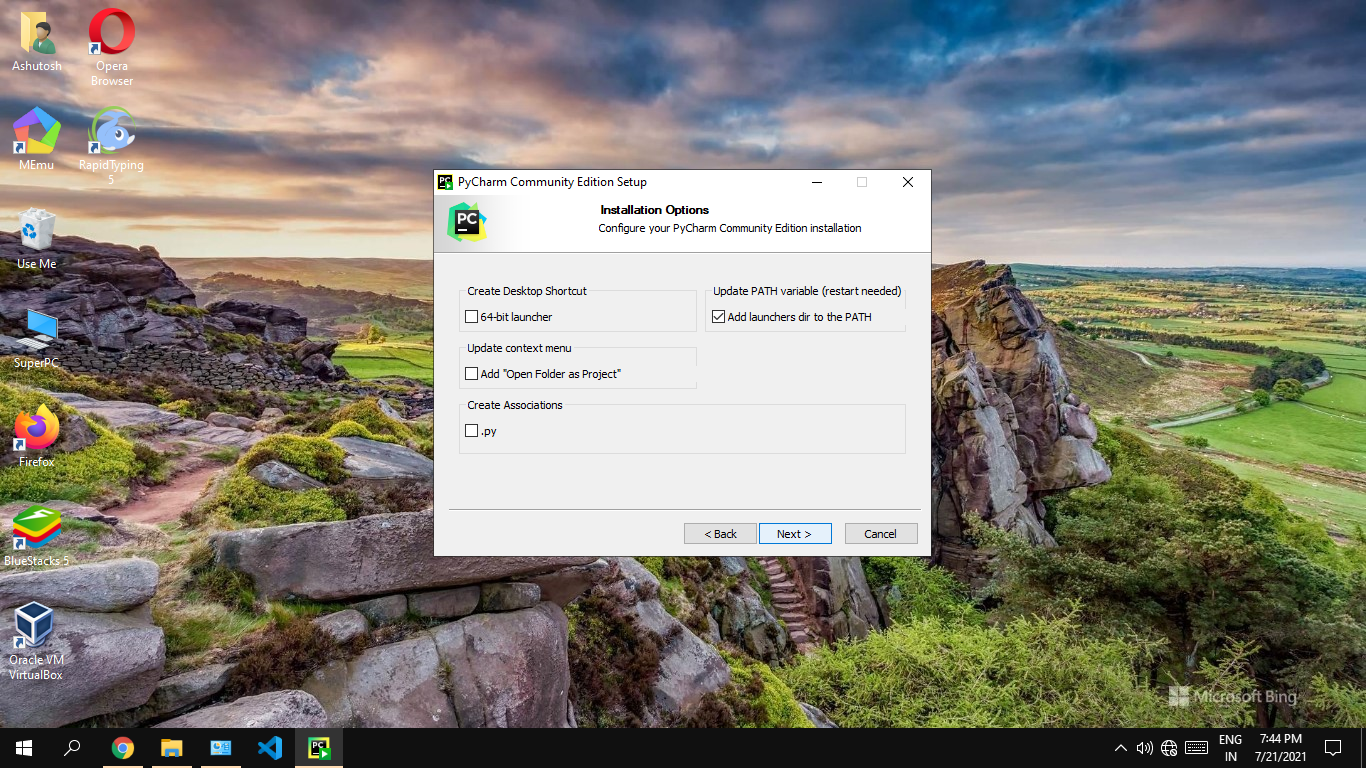 Ashutosh
Opera
Browser
MEmu
RapidTyping
5
Use Me
SuperPC
Firefox
BlueStacks 5
Oracle VM
VirtualBox
PC
PyCharm Community Edition Setup
PC
Installation Options
Configure your PyCharm Community Edition installation
Create Desktop Shortcut
64-bit launcher
Update PATH variable (restart needed)
Add launchers dir to the PATH
Update context menu
Add "Open Folder as Project"
Create Associations
.py
< Back
Next >
Cancel
Microsoft Bing
PC
ENG
IN
7:44 PM
7/21/2021